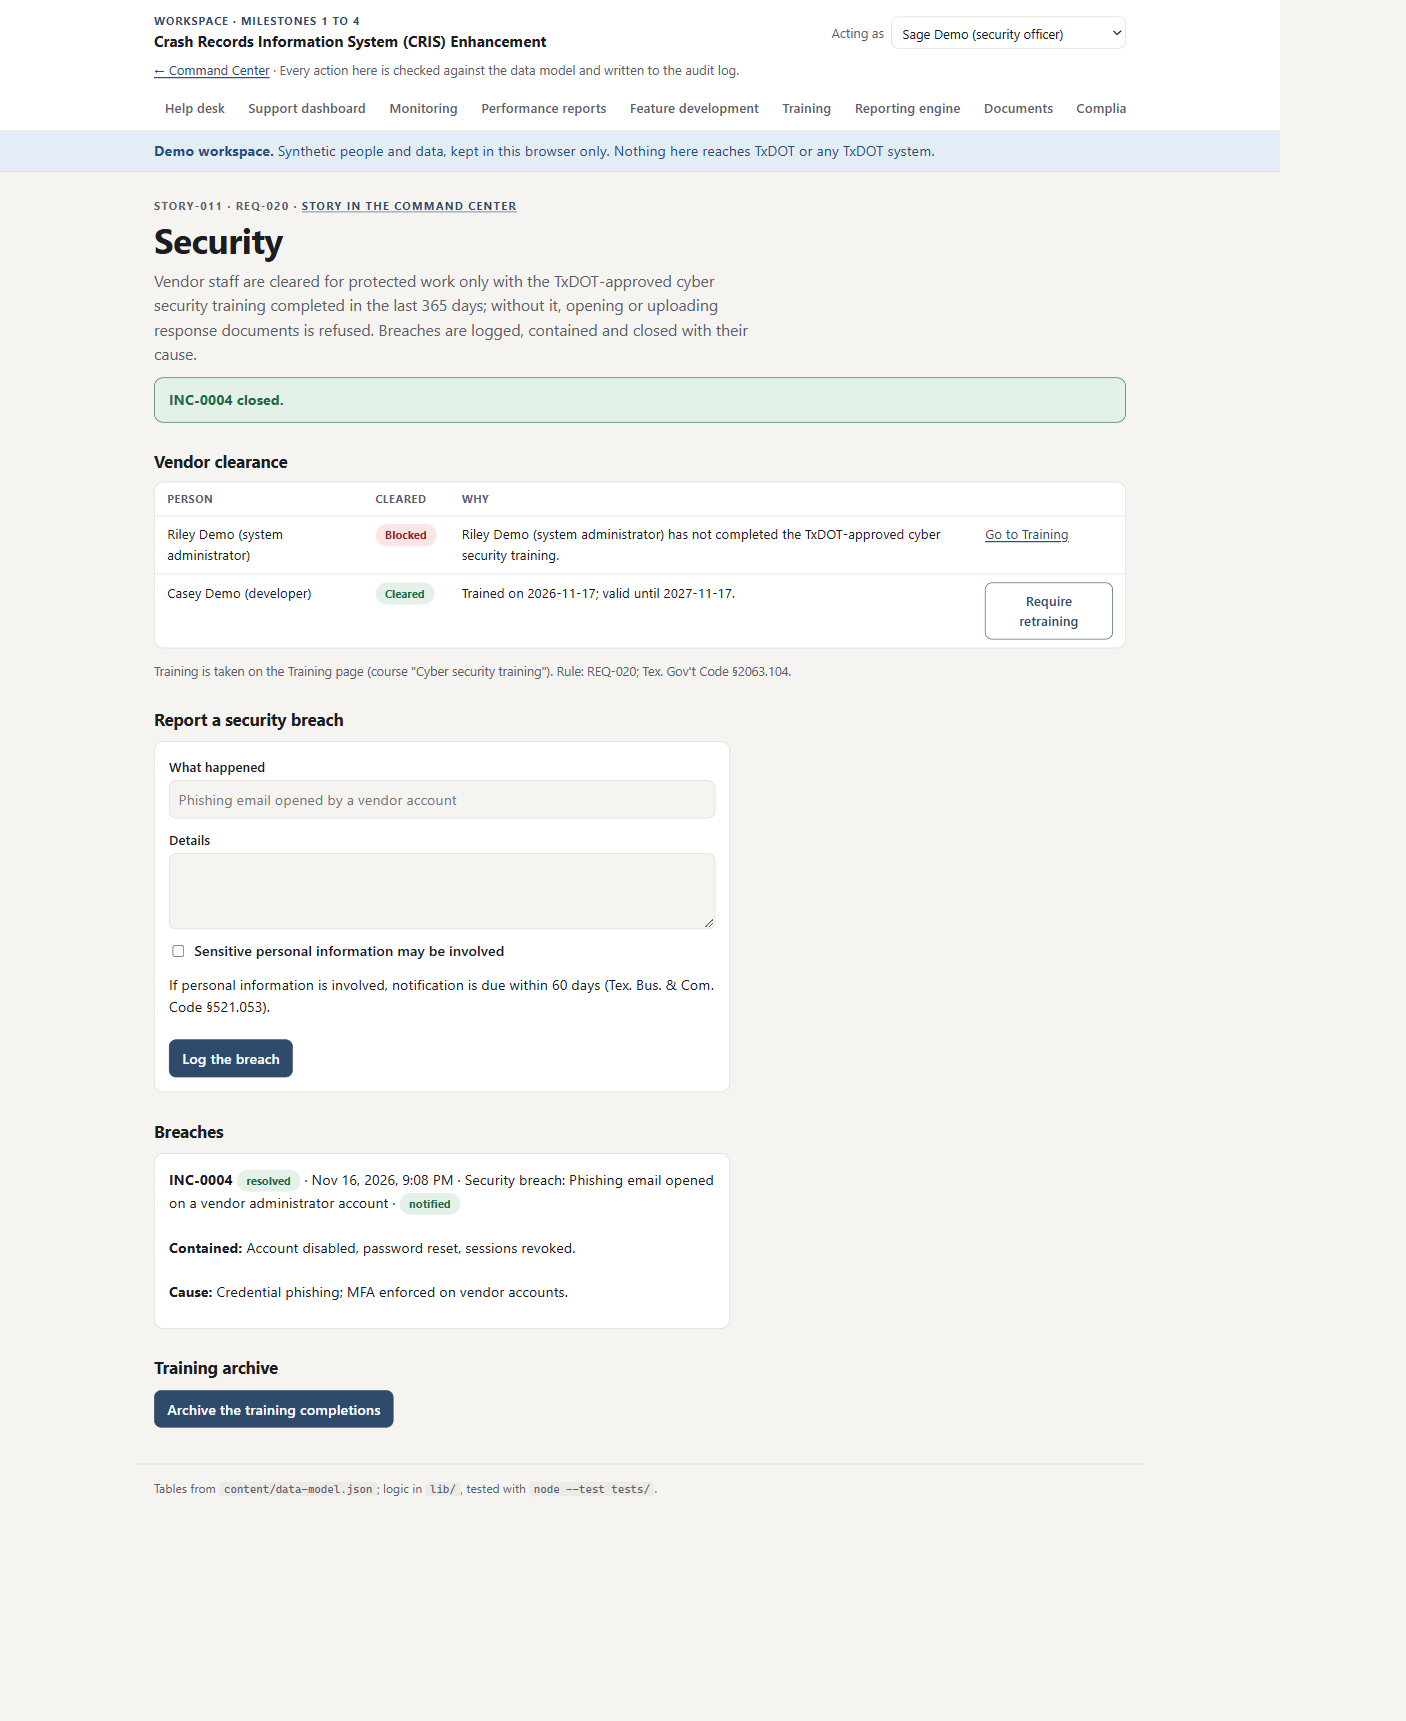 WORKSPACE · MILESTONES 1 TO 4
Crash Records Information System (CRIS) Enhancement
Acting as Sage Demo (security officer)
← Command Center · Every action here is checked against the data model and written to the audit log.
Help desk Support dashboard Monitoring Performance reports Feature development Training Reporting engine Documents Complia
Demo workspace. Synthetic people and data, kept in this browser only. Nothing here reaches TxDOT or any TxDOT system.
STORY-011 · REQ-020 · STORY IN THE COMMAND CENTER
Security
Vendor staff are cleared for protected work only with the TxDOT-approved cyber
security training completed in the last 365 days; without it, opening or uploading
response documents is refused. Breaches are logged, contained and closed with their
cause.
INC-0004 closed.
Vendor clearance
PERSON CLEARED WHY
Riley Demo (system Blocked Riley Demo (system administrator) has not completed the TxDOT-approved cyber Go to Training
administrator) security training.
Casey Demo (developer) Cleared Trained on 2026-11-17; valid until 2027-11-17.
Require
retraining
Training is taken on the Training page (course "Cyber security training"). Rule: REQ-020; Tex. Gov't Code §2063.104.
Report a security breach
What happened
Phishing email opened by a vendor account
Details
Sensitive personal information may be involved
If personal information is involved, notification is due within 60 days (Tex. Bus. & Com.
Code §521.053).
Log the breach
Breaches
INC-0004 resolved · Nov 16, 2026, 9:08 PM · Security breach: Phishing email opened
on a vendor administrator account · notified
Contained: Account disabled, password reset, sessions revoked.
Cause: Credential phishing; MFA enforced on vendor accounts.
Training archive
Archive the training completions
Tables from content/data-model.json; logic in lib/, tested with node --test tests/.